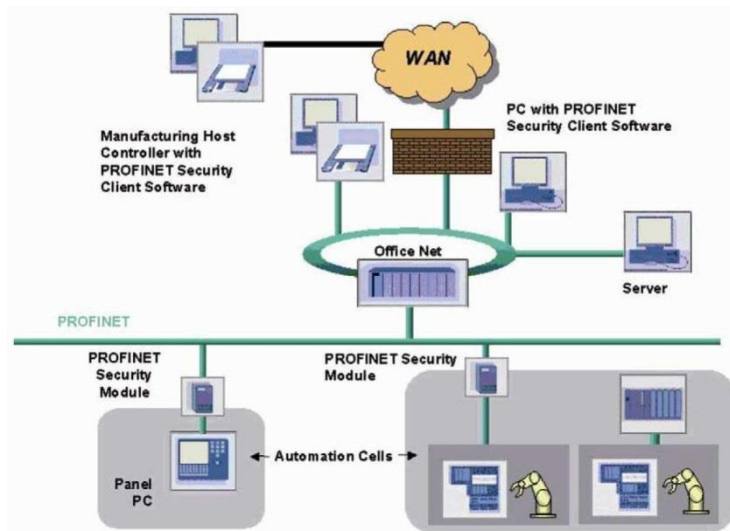 WAN
PC with PROFINET
Security Client Software
Manufacturing Host
Controller with
PROFINET Security
Client Software
Office Net
Server
PROFINET
PROFINET
Security
Module
PROFINET Security
Module
Automation Cells
Panel
PC